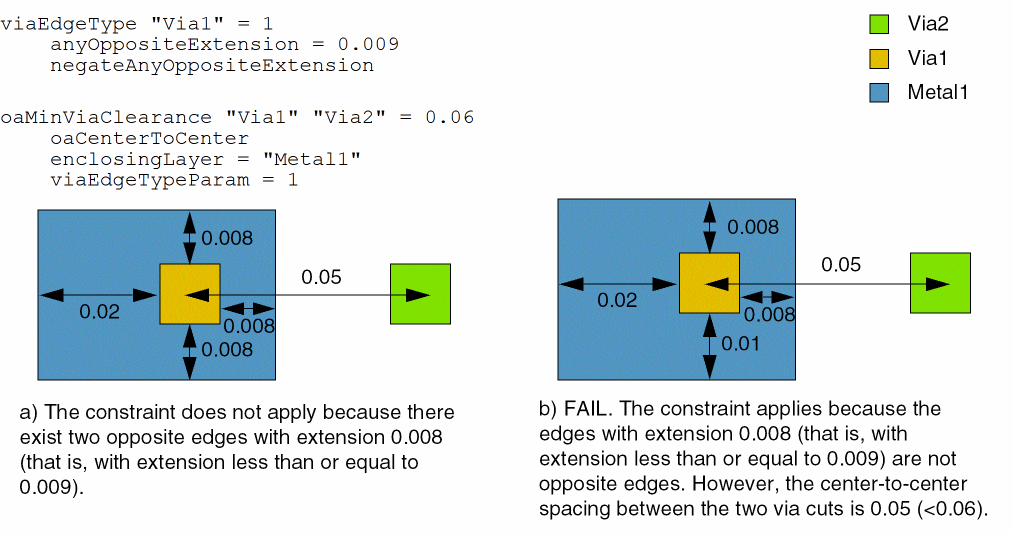 viaEdgeType "Via1" = 1
anyOppositeExtension = 0.009
negateAnyOppositeExtension
oaMinViaClearance "Via1" "Via2" = 0.06
oaCenterToCenter
enclosingLayer = "Metal1"
viaEdgeTypeParam = 1
Via2
Via1
Metal1
0.008
0.05
0.02
0.008
0.008
a) The constraint does not apply because there
exist two opposite edges with extension 0.008
(that is, with extension less than or equal to
0.009).
0.008
0.05
0.02
0.008
0.01
b) FAIL. The constraint applies because the
edges with extension 0.008 (that is, with
extension less than or equal to 0.009) are not
opposite edges. However, the center-to-center
spacing between the two via cuts is 0.05 (<0.06).